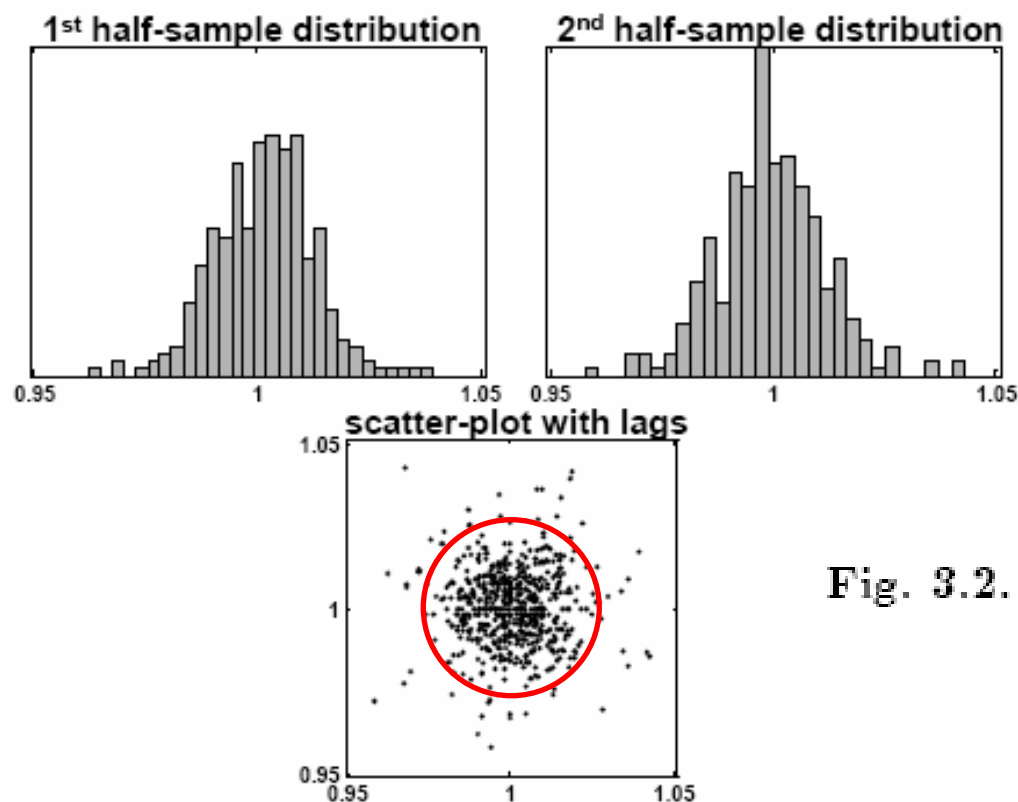 1st half-sample distribution
2nd half-sample distribution
0.95 1 1.05
0.95 1 1.05
scatter-plot with lags
1.05
1
0.95
0.95 1 1.05
Fig. 3.2.